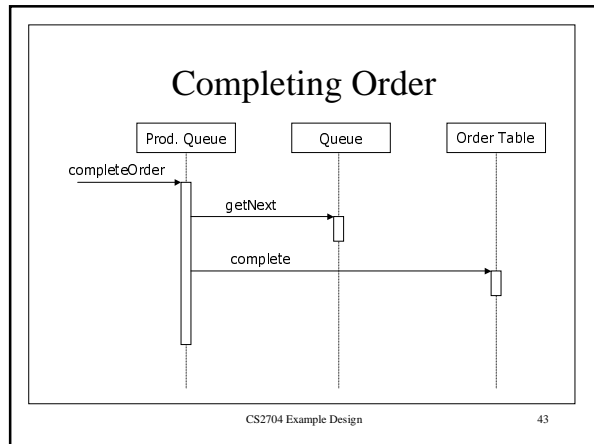 Completing Order
Prod. Queue
Queue
Order Table
completeOrder
getNext
complete
CS2704 Example Design
43